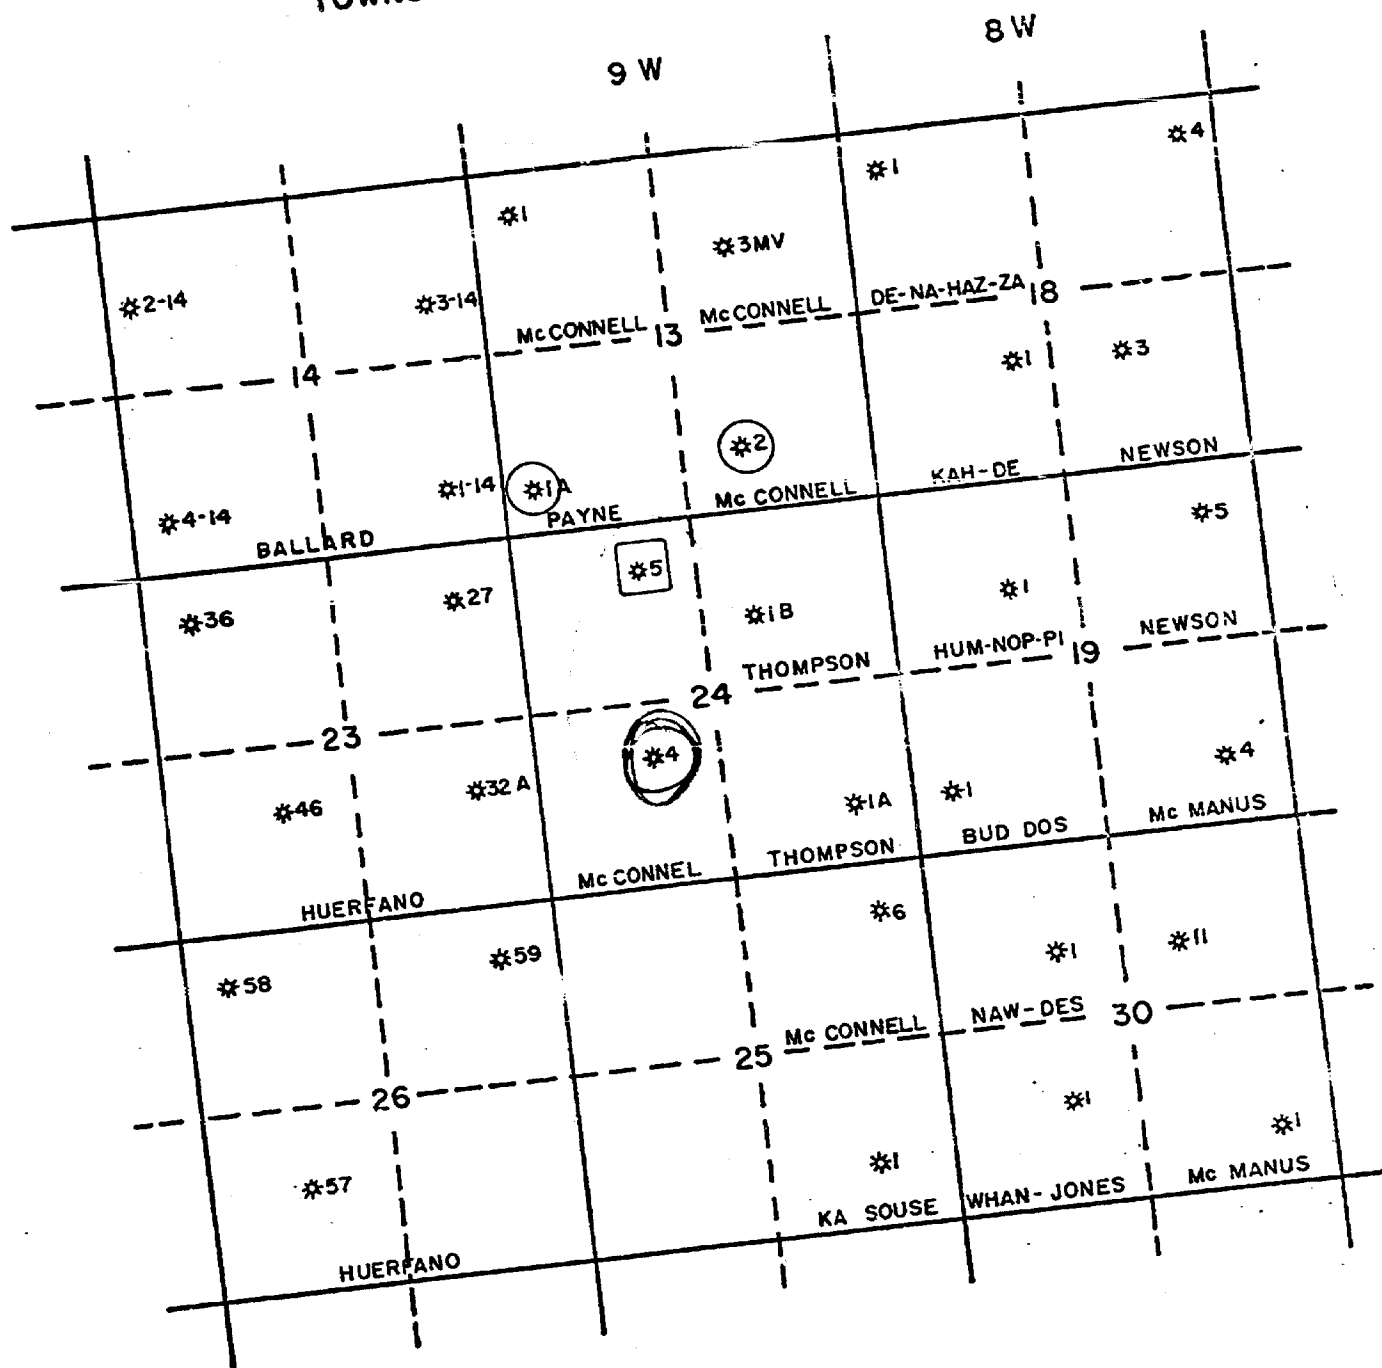 8 W
9 W
4
1
1
3MV
2-14
3-14
DE-NA-HAZ-ZA
18
McCONNELL
13
McCONNELL
14
1
3
2
NEWSON
KAH-DE
1-14
1A
Mc CONNELL
4-14
PAYNE
BALLARD
5
5
27
1
36
1B
NEWSON
HUM-NOP-PI
19
THOMPSON
24
23
4
4
32 A
1
46
1A
Mc MANUS
BUD DOS
THOMPSON
Mc CONNEL
HUERFANO
6
59
1
11
58
Mc CONNELL
NAW-DES
30
25
26
1
1
57
1
Mc MANUS
WHAN-JONES
KA SOUSE
HUERFANO